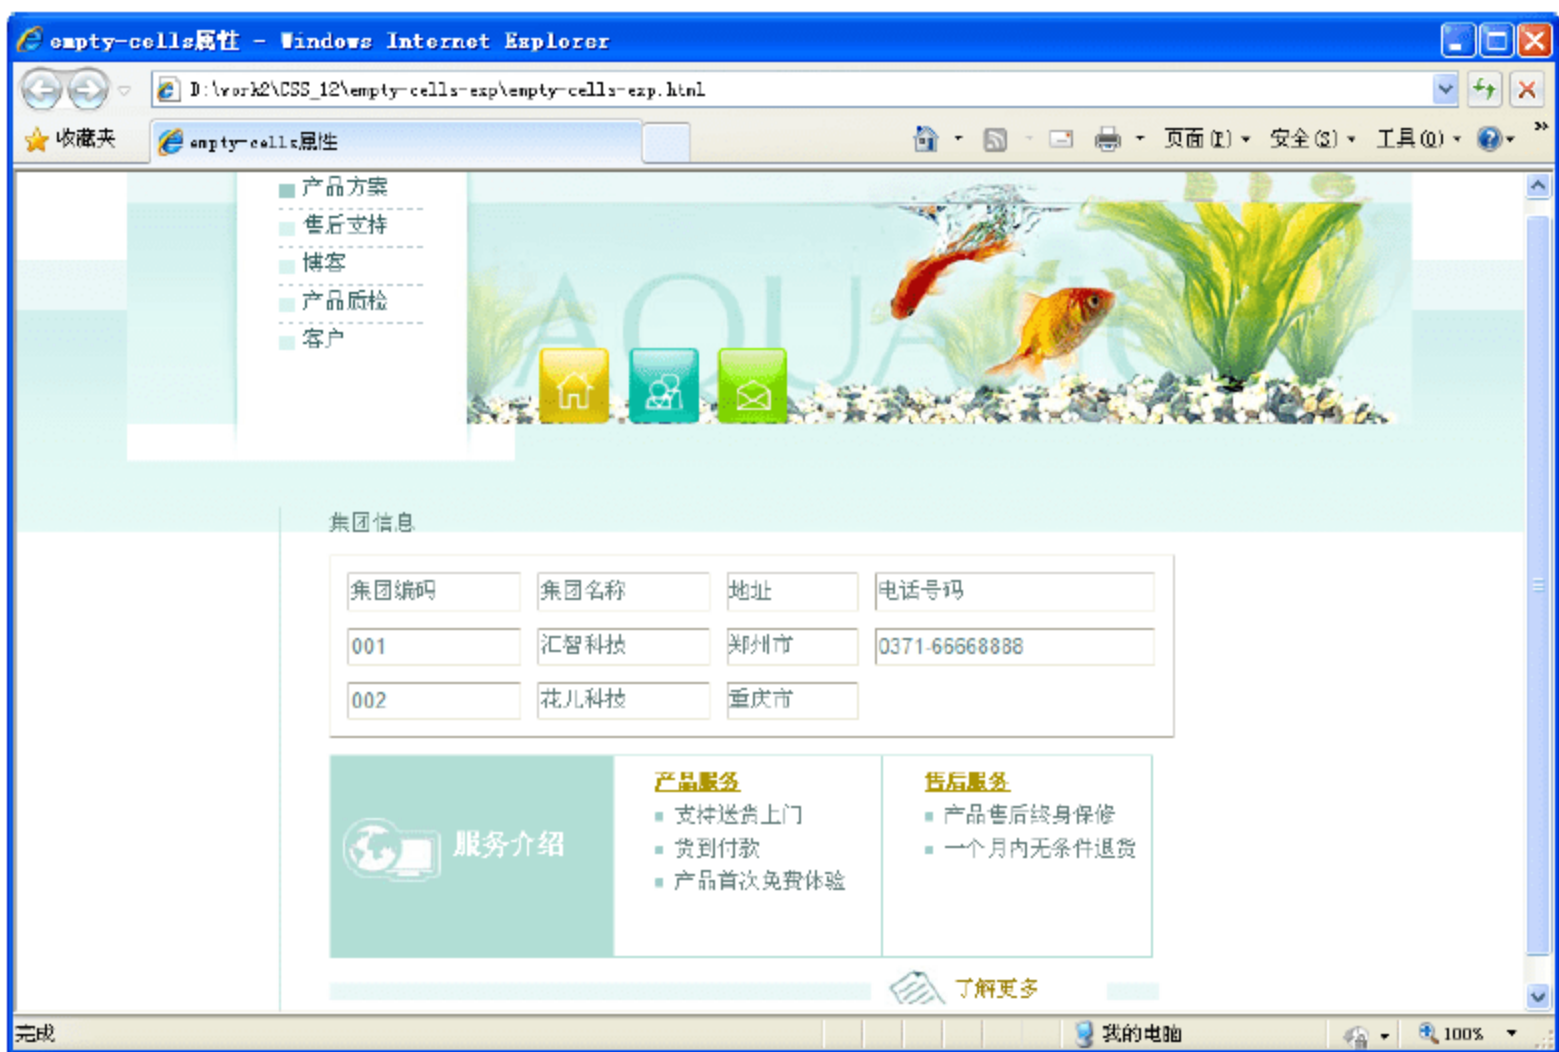 empty-cells属性 - Windows Internet Explorer
D:\work2\CSS_12\empty-cells-exp\empty-cells-exp.html
收藏夹
empty-cells属性
页面(P)
安全(S)
工具(O)
产品方案
售后支持
博客
产品质检
客户
AQUATIC
集团信息
集团编码 集团名称 地址 电话号码
001 汇智科技 郑州市 0371-66668888
002 花儿科技 重庆市
服务介绍
产品服务
支持送货上门
货到付款
产品首次免费体验
售后服务
产品售后终身保修
一个月内无条件退货
了解更多
完成
我的电脑
100%